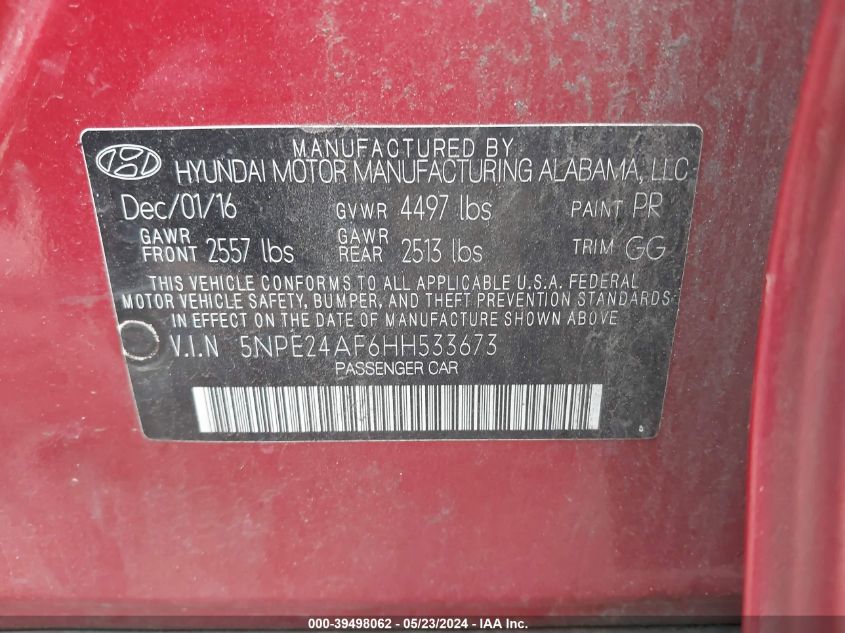 MANUFACTURED BY
HYUNDAI MOTOR MANUFACTURING ALABAMA, LLC
Dec/01/16 GVWR 4497 lbs PAINT PR
GAWR FRONT 2557 lbs GAWR REAR 2513 lbs TRIM GG
THIS VEHICLE CONFORMS TO ALL APPLICABLE U.S.A. FEDERAL
MOTOR VEHICLE SAFETY, BUMPER, AND THEFT PREVENTION STANDARDS
IN EFFECT ON THE DATE OF MANUFACTURE SHOWN ABOVE.
V.I.N 5NPE24AF6HH533673
PASSENGER CAR
000-39498062 - 05/23/2024 - IAA Inc.